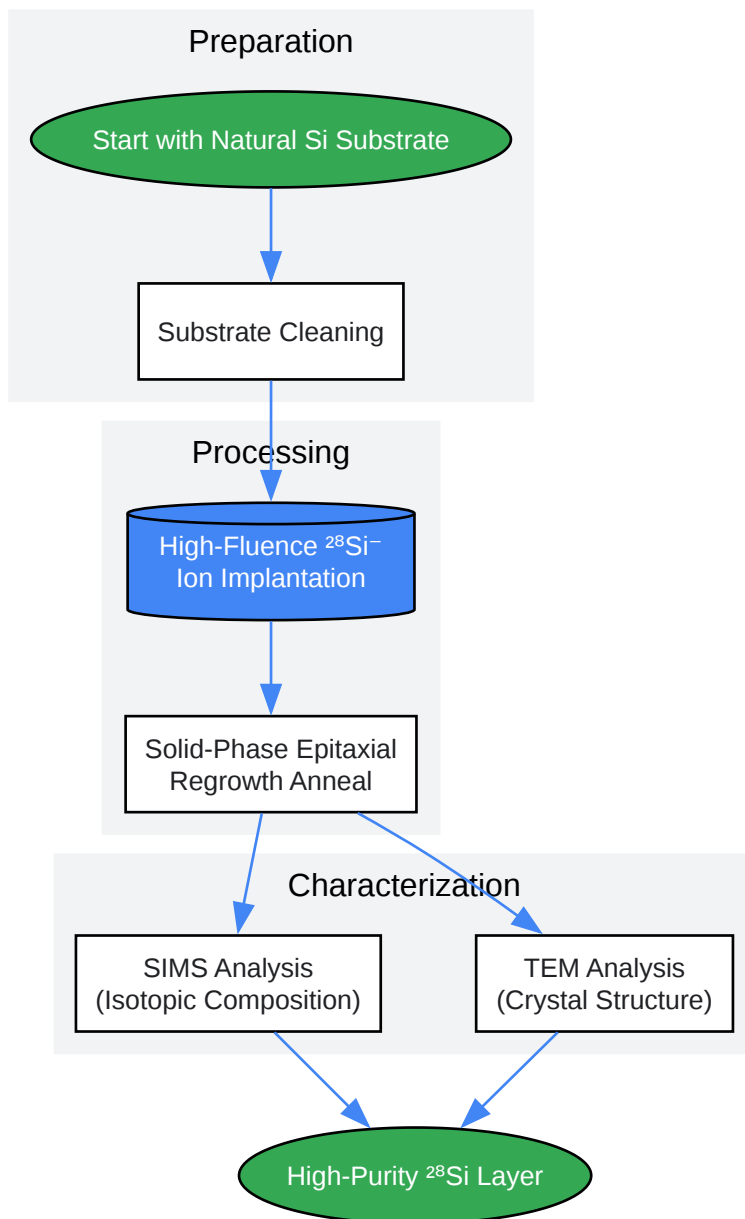 Preparation
Start with Natural Si Substrate
Substrate Cleaning
Processing
High-Fluence ²⁸Si⁻
Ion Implantation
Solid-Phase Epitaxial
Regrowth Anneal
Characterization
SIMS Analysis
(Isotopic Composition)
TEM Analysis
(Crystal Structure)
High-Purity ²⁸Si Layer